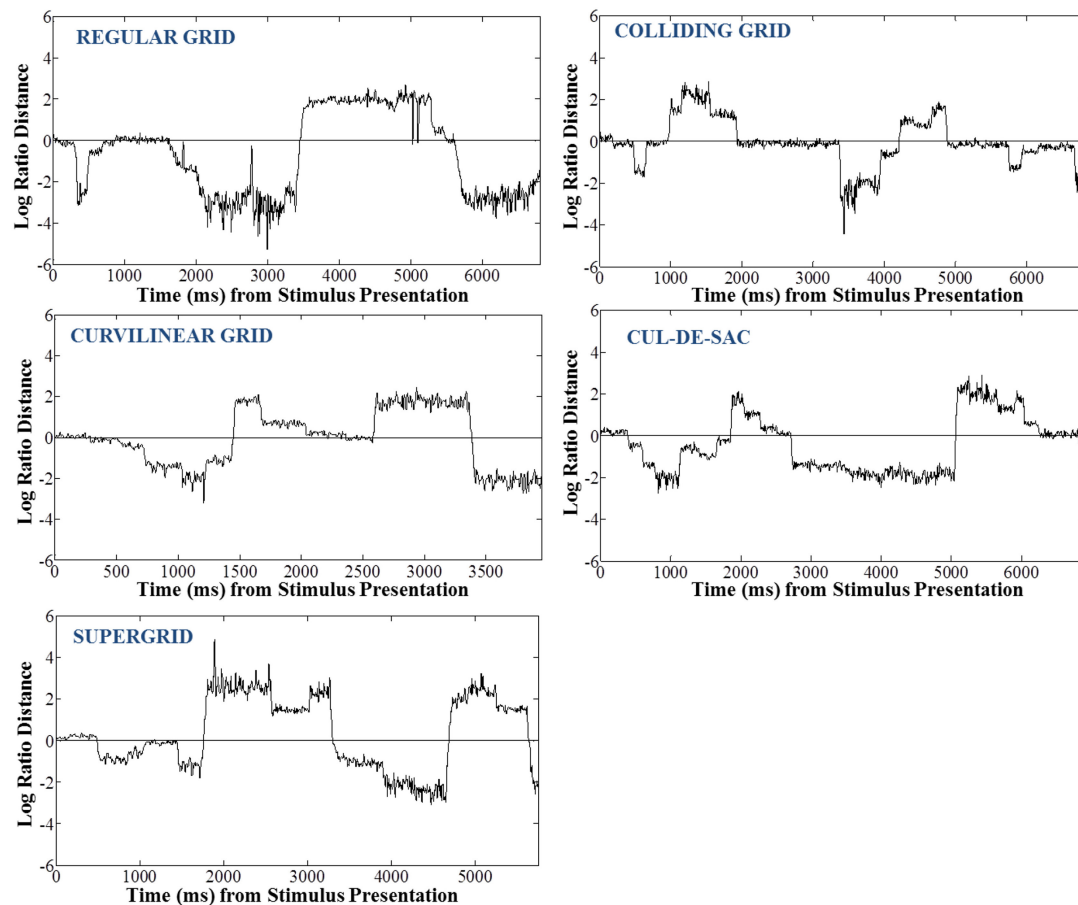 REGULAR GRID
Log Ratio Distance
6
4
2
0
-2
-4
-6
0 1000 2000 3000 4000 5000 6000
Time (ms) from Stimulus Presentation
COLLIDING GRID
Log Ratio Distance
6
4
2
0
-2
-4
-6
0 1000 2000 3000 4000 5000 6000
Time (ms) from Stimulus Presentation
CURVILINEAR GRID
Log Ratio Distance
6
4
2
0
-2
-4
-6
0 500 1000 1500 2000 2500 3000 3500
Time (ms) from Stimulus Presentation
CUL-DE-SAC
Log Ratio Distance
6
4
2
0
-2
-4
-6
0 1000 2000 3000 4000 5000 6000
Time (ms) from Stimulus Presentation
SUPERGRID
Log Ratio Distance
6
4
2
0
-2
-4
-6
0 1000 2000 3000 4000 5000
Time (ms) from Stimulus Presentation